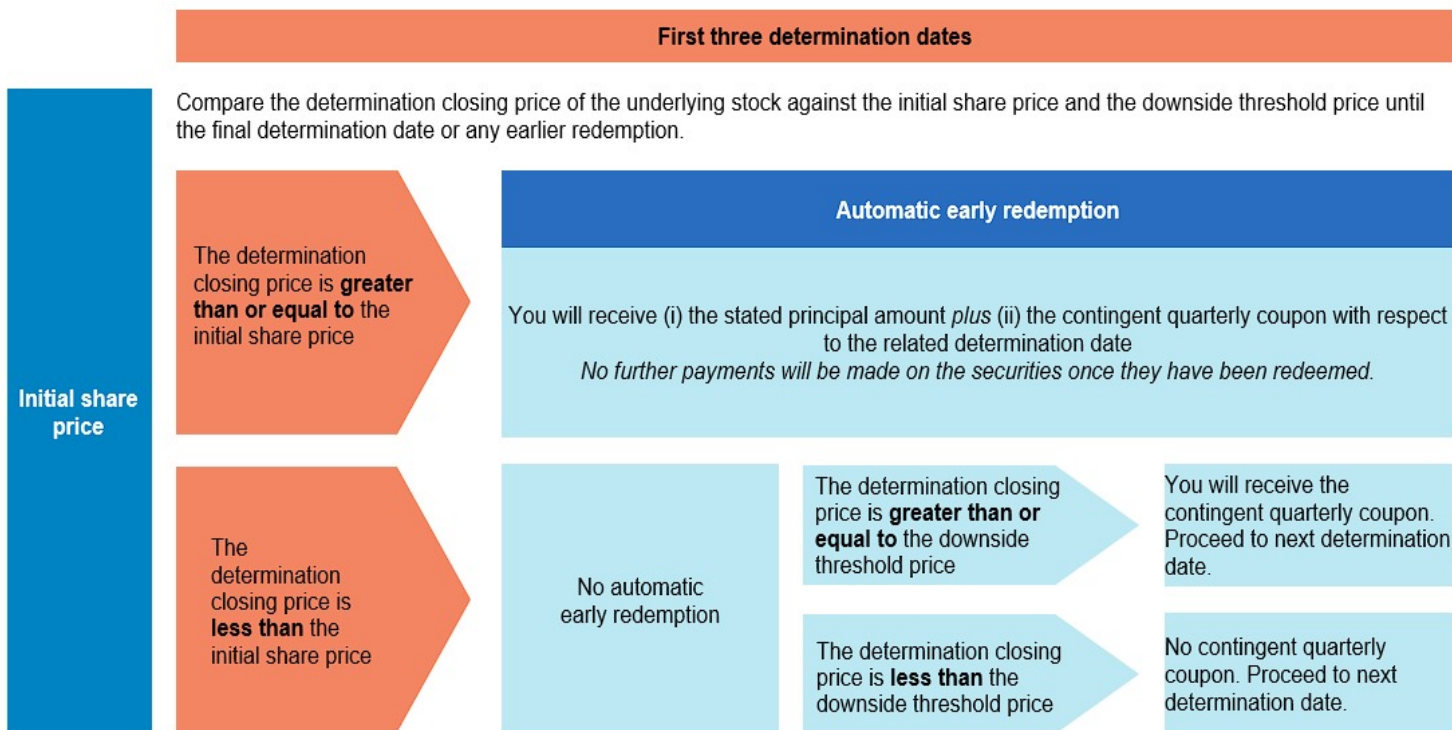 First three determination dates
Compare the determination closing price of the underlying stock against the initial share price and the downside threshold price until
the final determination date or any earlier redemption.
Initial share
price
The determination
closing price is greater
than or equal to the
initial share price
Automatic early redemption
You will receive (i) the stated principal amount plus (ii) the contingent quarterly coupon with respect
to the related determination date
No further payments will be made on the securities once they have been redeemed.
The
determination
closing price is
less than the
initial share price
No automatic
early redemption
The determination closing
price is greater than or
equal to the downside
threshold price
You will receive the
contingent quarterly coupon.
Proceed to next determination
date.
The determination closing
price is less than the
downside threshold price
No contingent quarterly
coupon. Proceed to next
determination date.